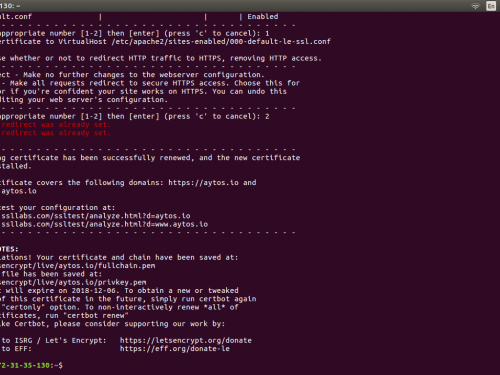 130: ~ En
ult.conf | | | Enabled
- - - - - - - - - - - - - - - - - - - - - - - - - - - - - - - - - - - - - - -
appropriate number [1-2] then [enter] (press 'c' to cancel): 1
ertificate to VirtualHost /etc/apache2/sites-enabled/000-default-le-ssl.conf
se whether or not to redirect HTTP traffic to HTTPS, removing HTTP access.
- - - - - - - - - - - - - - - - - - - - - - - - - - - - - - - - - - - - - - -
ect - Make no further changes to the webserver configuration.
- Make all requests redirect to secure HTTPS access. Choose this for
or if you're confident your site works on HTTPS. You can undo this
diting your web server's configuration.
- - - - - - - - - - - - - - - - - - - - - - - - - - - - - - - - - - - - - - -
appropriate number [1-2] then [enter] (press 'c' to cancel): 2
redirect was already set.
redirect was already set.
- - - - - - - - - - - - - - - - - - - - - - - - - - - - - - - - - - - - - - -
ng certificate has been successfully renewed, and the new certificate
stalled.
tificate covers the following domains: https://aytos.io and
aytos.io
test your configuration at:
ssllabs.com/ssltest/analyze.html?d=aytos.io
ssllabs.com/ssltest/analyze.html?d=www.aytos.io
- - - - - - - - - - - - - - - - - - - - - - - - - - - - - - - - - - - - - - -
OTES:
lations! Your certificate and chain have been saved at:
sencrypt/live/aytos.io/fullchain.pem
file has been saved at:
sencrypt/live/aytos.io/privkey.pem
t will expire on 2018-12-06. To obtain a new or tweaked
of this certificate in the future, simply run certbot again
"certonly" option. To non-interactively renew *all* of
tificates, run "certbot renew"
ike Certbot, please consider supporting our work by:
to ISRG / Let's Encrypt: https://letsencrypt.org/donate
to EFF: https://eff.org/donate-le
72-31-35-130:~$